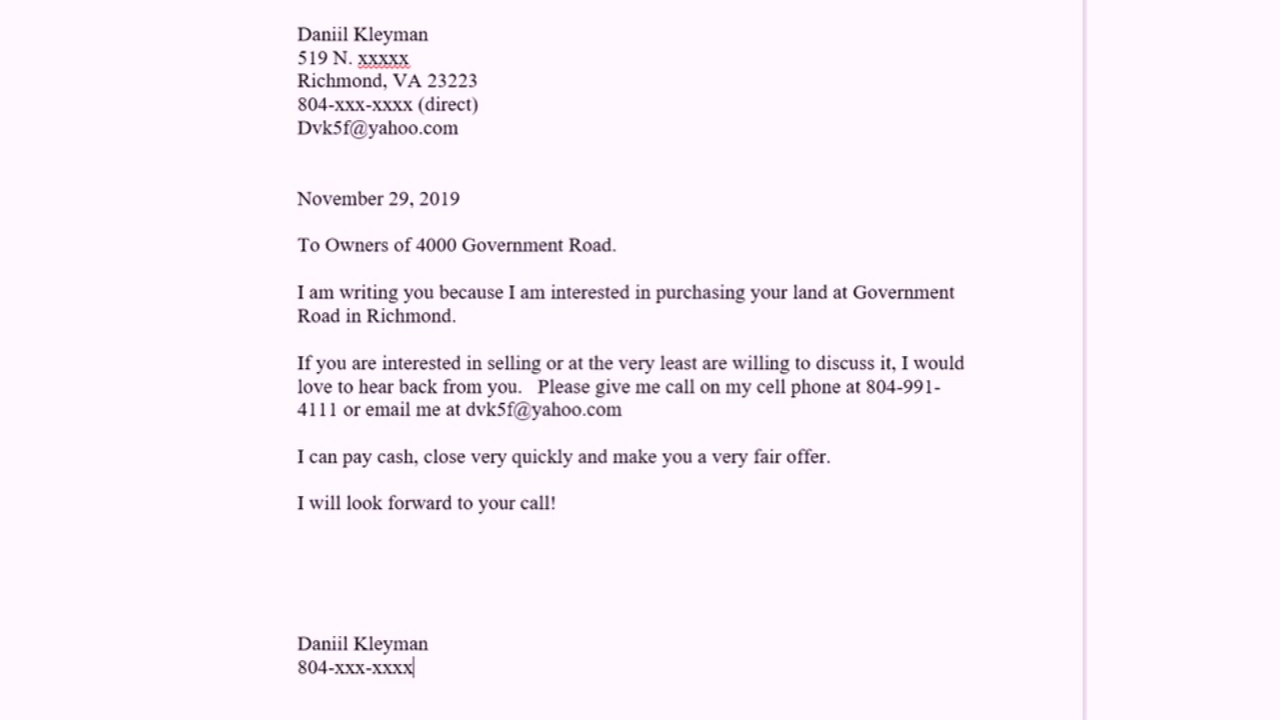 Daniil Kleyman
519 N. xxxxx
Richmond, VA 23223
804-xxx-xxxx (direct)
Dvk5f@yahoo.com
November 29, 2019
To Owners of 4000 Government Road.
I am writing you because I am interested in purchasing your land at Government
Road in Richmond.
If you are interested in selling or at the very least are willing to discuss it, I would
love to hear back from you.   Please give me call on my cell phone at 804-991-
4111 or email me at dvk5f@yahoo.com
I can pay cash, close very quickly and make you a very fair offer.
I will look forward to your call!
Daniil Kleyman
804-xxx-xxxx